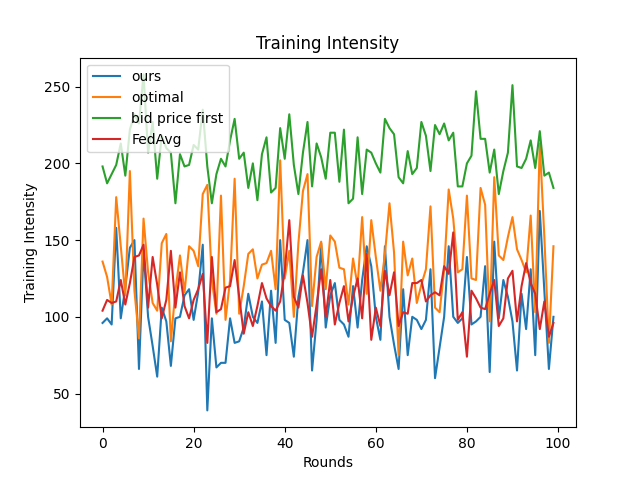 Training Intensity
ours
optimal
bid price first
FedAvg
Training Intensity
250
200
150
100
50
0
20
40
60
80
100
Rounds